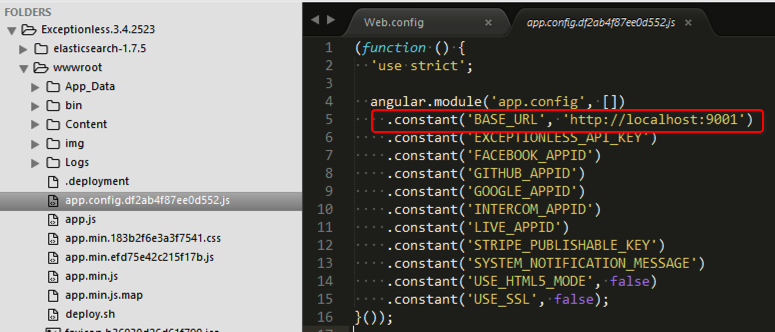 FOLDERS
Exceptionless.3.4.2523
elasticsearch-1.7.5
wwwroot
App_Data
bin
Content
img
Logs
.deployment
app.config.df2ab4f87ee0d552.js
app.js
app.min.183b2f6e3a3f7541.css
app.min.efd75e42c215f17b.js
app.min.js
app.min.js.map
deploy.sh
Web.config ×
app.config.df2ab4f87ee0d552.js ×
1 (function () {
2 'use strict';
3
4 angular.module('app.config', [])
5 .constant('BASE_URL', 'http://localhost:9001')
6 .constant('EXCEPTIONLESS_API_KEY')
7 .constant('FACEBOOK_APPID')
8 .constant('GITHUB_APPID')
9 .constant('GOOGLE_APPID')
10 .constant('INTERCOM_APPID')
11 .constant('LIVE_APPID')
12 .constant('STRIPE_PUBLISHABLE_KEY')
13 .constant('SYSTEM_NOTIFICATION_MESSAGE')
14 .constant('USE_HTML5_MODE', false)
15 .constant('USE_SSL', false);
16 }());